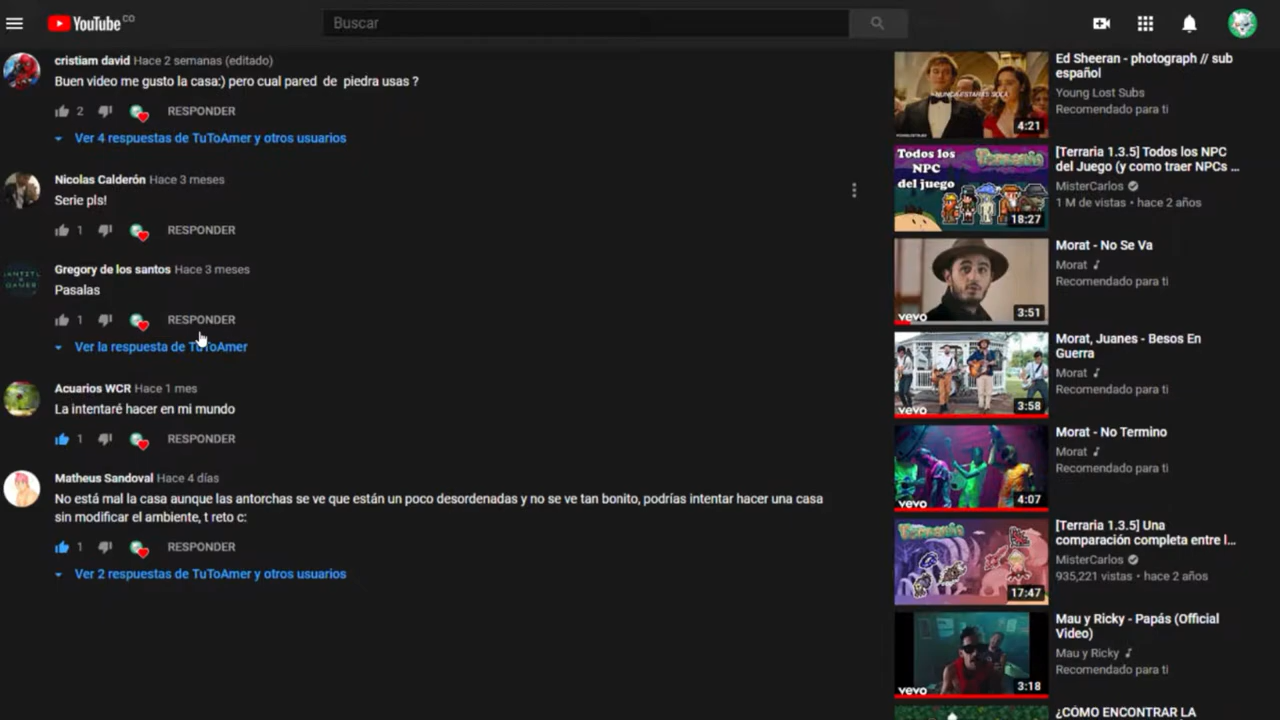 YouTube CO
Buscar
cristiam david Hace 2 semanas (editado)
Buen video me gusto la casa:) pero cual pared de piedra usas ?
2 RESPONDER
Ver 4 respuestas de TuToAmer y otros usuarios
Nicolas Calderón Hace 3 meses
Serie pls!
1 RESPONDER
Gregory de los santos Hace 3 meses
Pasalas
1 RESPONDER
Ver la respuesta de TuToAmer
Acuarios WCR Hace 1 mes
La intentaré hacer en mi mundo
1 RESPONDER
Matheus Sandoval Hace 4 días
No está mal la casa aunque las antorchas se ve que están un poco desordenadas y no se ve tan bonito, podrías intentar hacer una casa
sin modificar el ambiente, t reto c:
1 RESPONDER
Ver 2 respuestas de TuToAmer y otros usuarios
4:21
Ed Sheeran - photograph // sub
español
Young Lost Subs
Recomendado para ti
Todos los
NPC
del juego
Terraria
18:27
[Terraria 1.3.5] Todos los NPC
del Juego (y como traer NPCs ...
MisterCarlos
1 M de vistas • hace 2 años
vevo
3:51
Morat - No Se Va
Morat
Recomendado para ti
vevo
3:58
Morat, Juanes - Besos En
Guerra
Morat
Recomendado para ti
vevo
4:07
Morat - No Termino
Morat
Recomendado para ti
Terraria
17:47
[Terraria 1.3.5] Una
comparación completa entre l...
MisterCarlos
935,221 vistas • hace 2 años
vevo
3:18
Mau y Ricky - Papás (Official
Video)
Mau y Ricky
Recomendado para ti
¿CÓMO ENCONTRAR LA